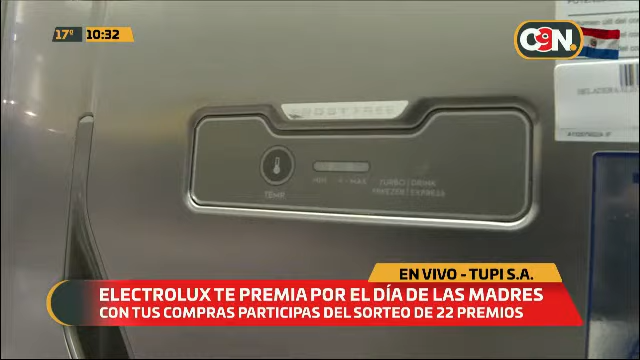 17º 10:32
C9N.
FROST FREE
TEMP
MIN + - MAX
TURBO FREEZER
DRINK EXPRESS
EN VIVO - TUPI S.A.
ELECTROLUX TE PREMIA POR EL DÍA DE LAS MADRES
CON TUS COMPRAS PARTICIPAS DEL SORTEO DE 22 PREMIOS